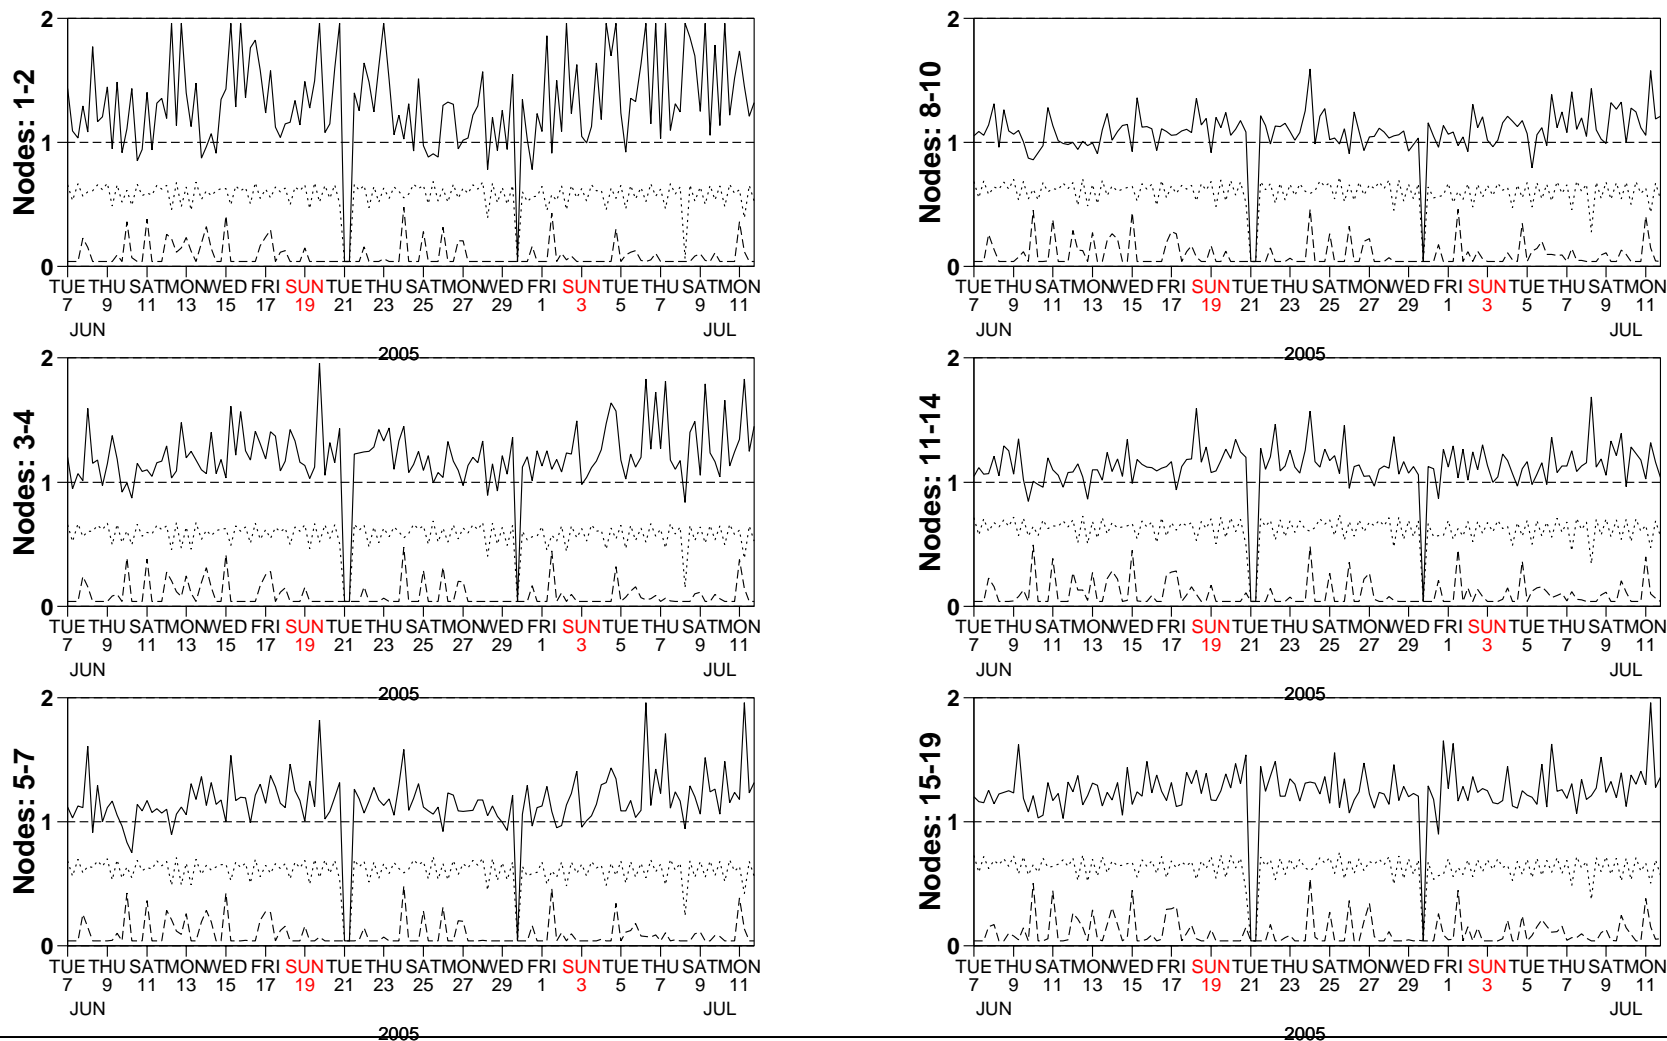 Nodes: 1-2
2
1
0
TUE THU SAT MON WED FRI SUN TUE THU SAT MON WED FRI SUN TUE THU SAT MON
7 9 11 13 15 17 19 21 23 25 27 29 1 3 5 7 9 11
JUN JUL
2005
Nodes: 3-4
2
1
0
TUE THU SAT MON WED FRI SUN TUE THU SAT MON WED FRI SUN TUE THU SAT MON
7 9 11 13 15 17 19 21 23 25 27 29 1 3 5 7 9 11
JUN JUL
2005
Nodes: 5-7
2
1
0
TUE THU SAT MON WED FRI SUN TUE THU SAT MON WED FRI SUN TUE THU SAT MON
7 9 11 13 15 17 19 21 23 25 27 29 1 3 5 7 9 11
JUN JUL
2005
Nodes: 8-10
2
1
0
TUE THU SAT MON WED FRI SUN TUE THU SAT MON WED FRI SUN TUE THU SAT MON
7 9 11 13 15 17 19 21 23 25 27 29 1 3 5 7 9 11
JUN JUL
2005
Nodes: 11-14
2
1
0
TUE THU SAT MON WED FRI SUN TUE THU SAT MON WED FRI SUN TUE THU SAT MON
7 9 11 13 15 17 19 21 23 25 27 29 1 3 5 7 9 11
JUN JUL
2005
Nodes: 15-19
2
1
0
TUE THU SAT MON WED FRI SUN TUE THU SAT MON WED FRI SUN TUE THU SAT MON
7 9 11 13 15 17 19 21 23 25 27 29 1 3 5 7 9 11
JUN JUL
2005